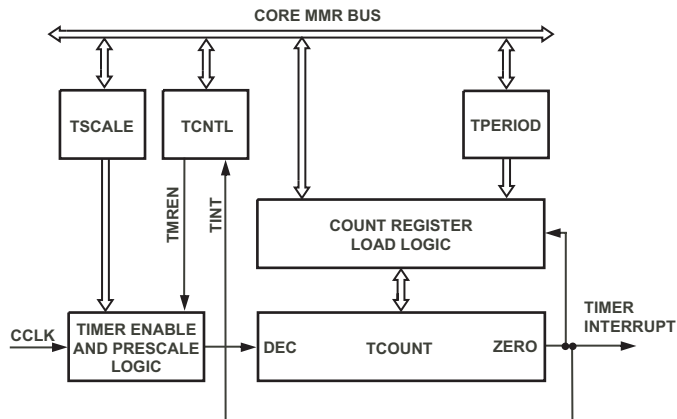 CORE MMR BUS
TSCALE
TCNTL
TPERIOD
TMREN
TINT
COUNT REGISTER
LOAD LOGIC
CCLK
TIMER ENABLE
AND PRESCALE
LOGIC
DEC
TCOUNT
ZERO
TIMER
INTERRUPT